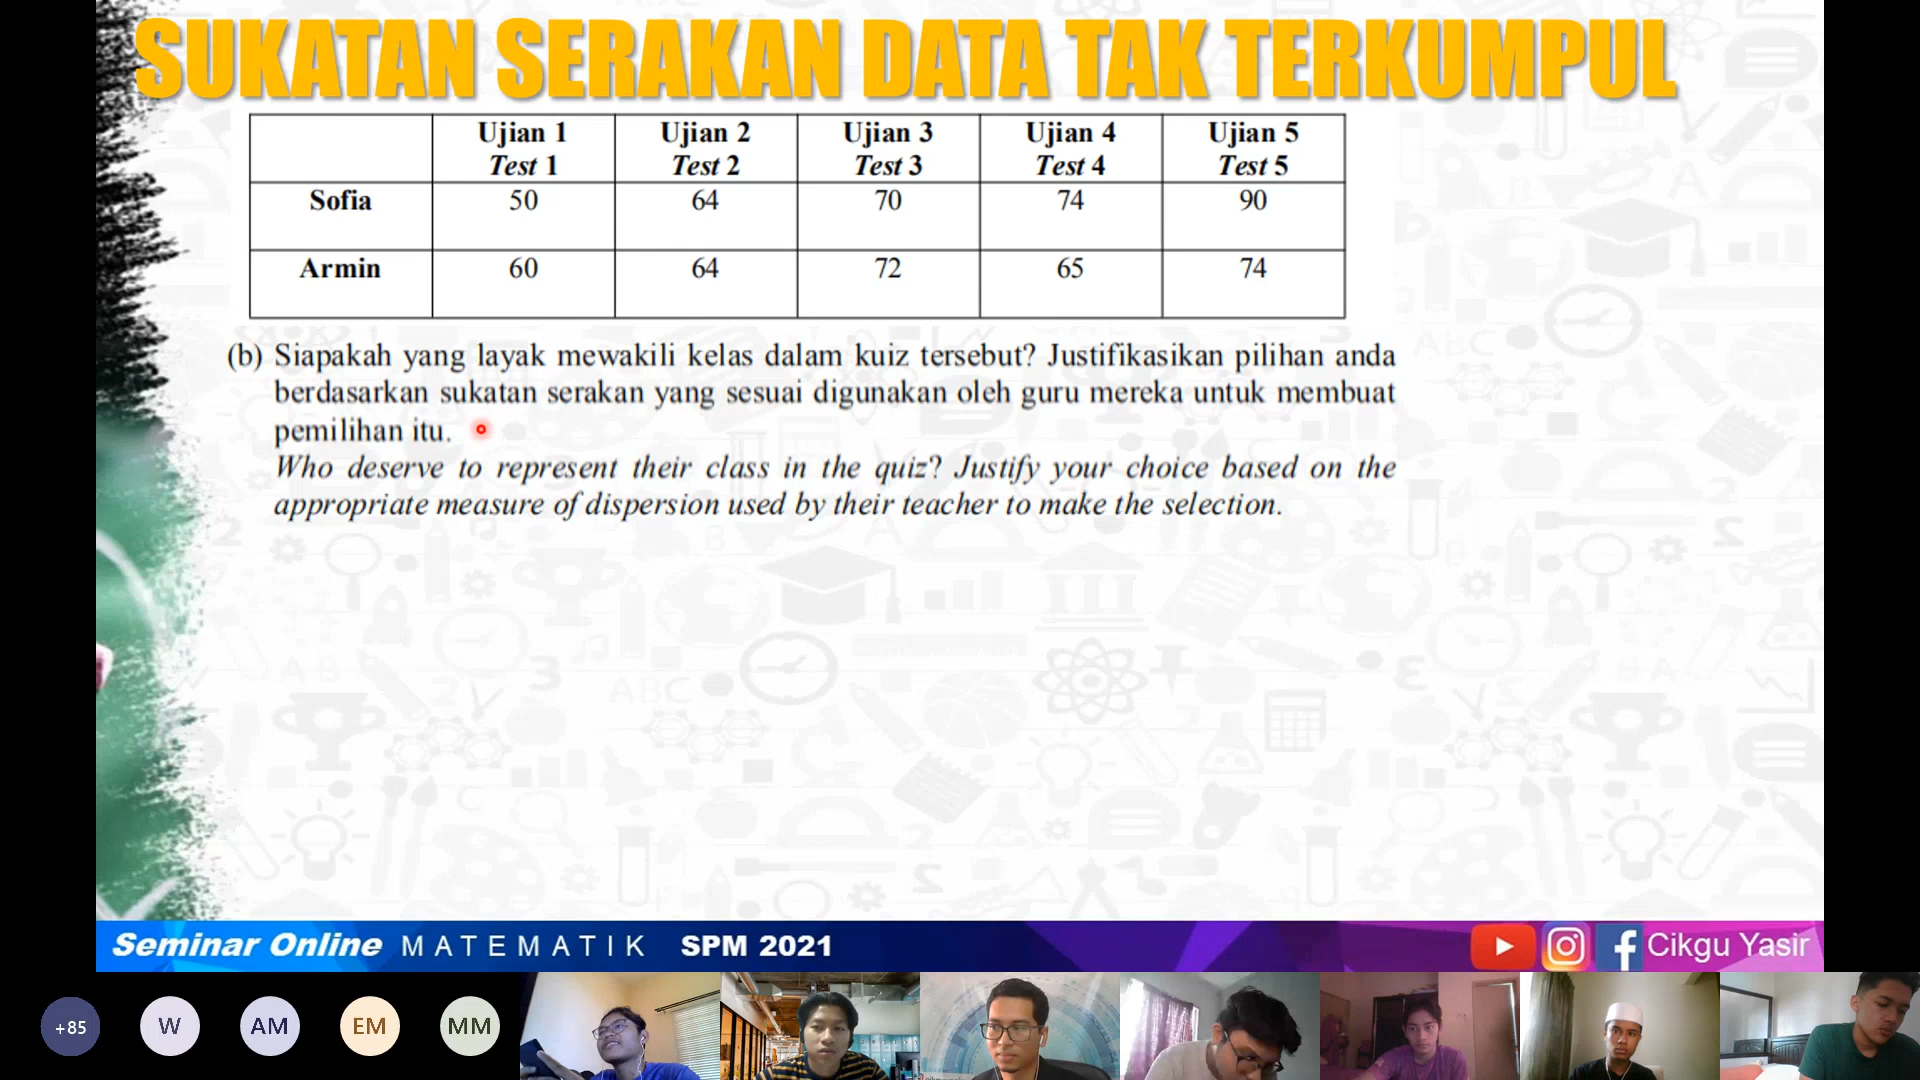 SUKATAN SERAKAN DATA TAK TERKUMPUL
Ujian 1 Ujian 2 Ujian 3 Ujian 4 Ujian 5
Test 1 Test 2 Test 3 Test 4 Test 5
Sofia 50 64 70 74 90
Armin 60 64 72 65 74
(b) Siapakah yang layak mewakili kelas dalam kuiz tersebut? Justifikasikan pilihan anda
berdasarkan sukatan serakan yang sesuai digunakan oleh guru mereka untuk membuat
pemilihan itu.
Who deserve to represent their class in the quiz? Justify your choice based on the
appropriate measure of dispersion used by their teacher to make the selection.
Seminar Online MATEMATIK SPM 2021
Cikgu Yasir
+85 W AM EM MM